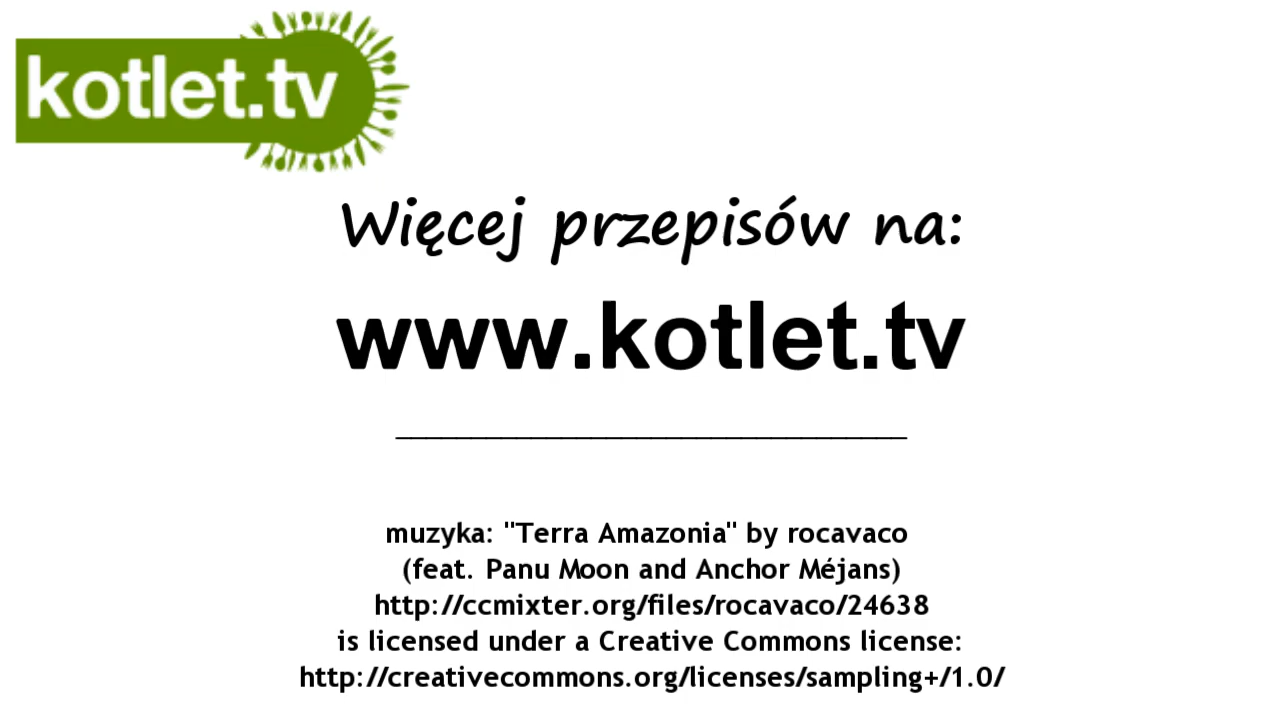 kotlet.tv
Więcej przepisów na:
www.kotlet.tv
muzyka: "Terra Amazonia" by rocavaco
(feat. Panu Moon and Anchor Méjans)
http://ccmixter.org/files/rocavaco/24638
is licensed under a Creative Commons license:
http://creativecommons.org/licenses/sampling+/1.0/